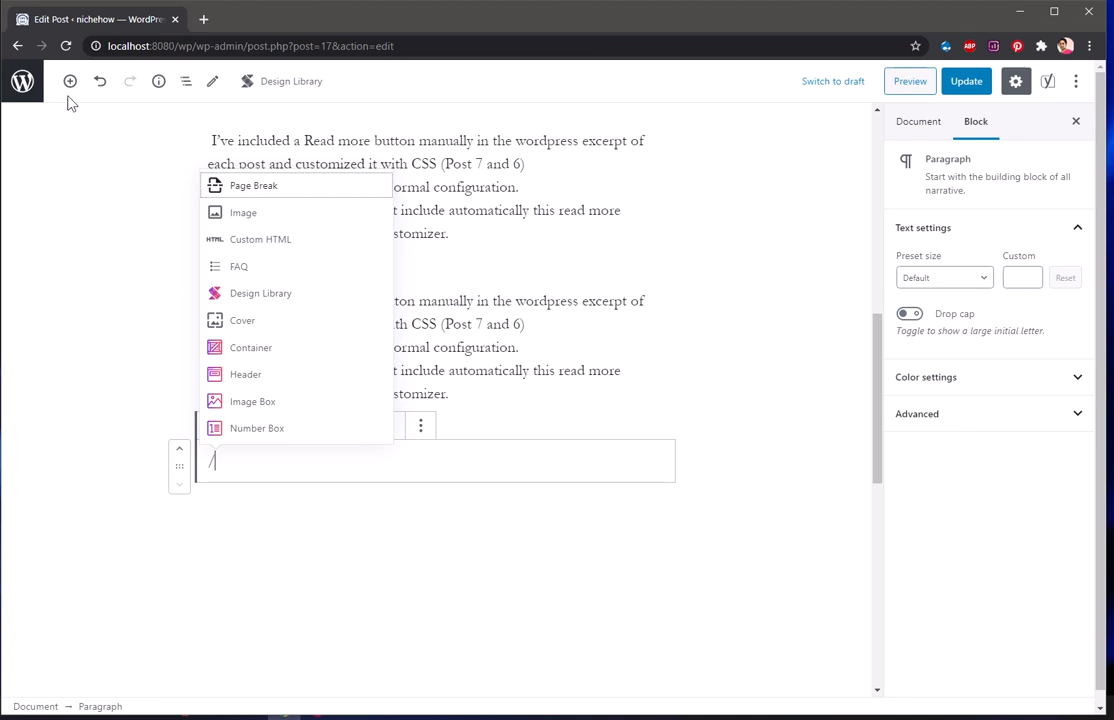 Edit Post ‹ nichehow — WordPre
localhost:8080/wp/wp-admin/post.php?post=17&action=edit
ABP
Design Library
Switch to draft
Preview
Update
I've included a Read more button manually in the wordpress excerpt of
each post and customized it with CSS (Post 7 and 6)
ormal configuration.
t include automatically this read more
stomizer.
Page Break
Image
HTML Custom HTML
FAQ
Design Library
Cover
Container
Header
Image Box
Number Box
tton manually in the wordpress excerpt of
with CSS (Post 7 and 6)
ormal configuration.
t include automatically this read more
stomizer.
/
Document
Block
Paragraph
Start with the building block of all
narrative.
Text settings
Preset size
Custom
Default
Reset
Drop cap
Toggle to show a large initial letter.
Color settings
Advanced
Document → Paragraph